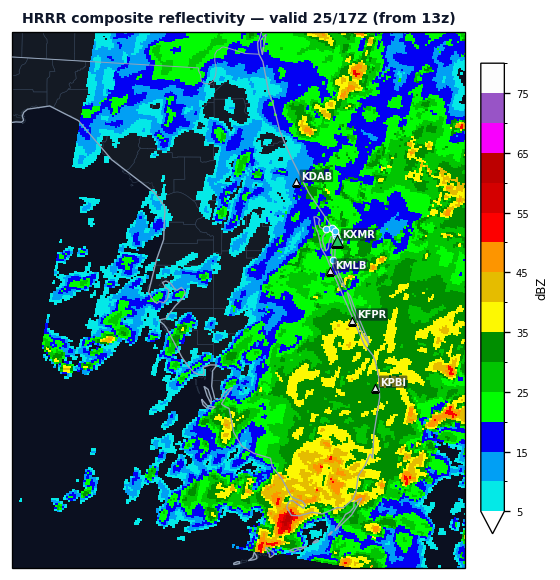 HRRR composite reflectivity — valid 25/17Z (from 13z)
KDAB
KXMR
KMLB
KFPR
KPBI
75
65
55
45
35
25
15
5
dBZ